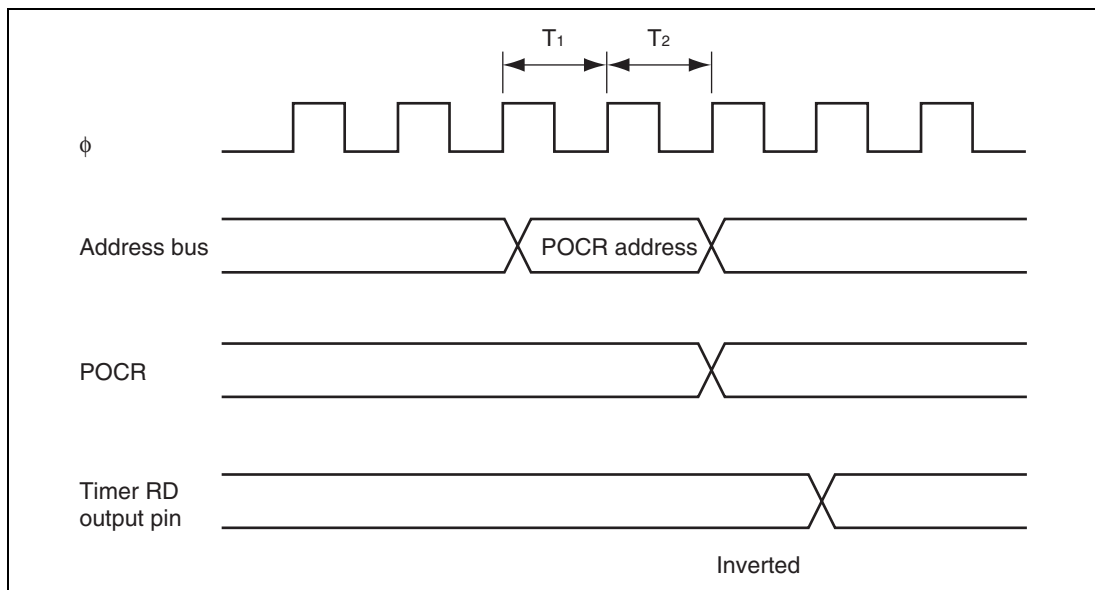 T1 T2
ϕ
Address bus POCR address
POCR
Timer RD
output pin
Inverted